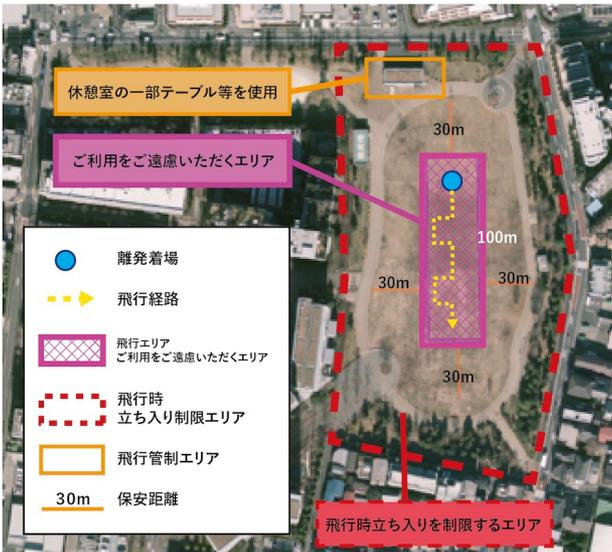 休憩室の一部テーブル等を使用
30m
ご利用をご遠慮いただくエリア
100m
30m
30m
30m
離発着場
飛行経路
飛行エリア
ご利用をご遠慮いただくエリア
飛行時
立ち入り制限エリア
飛行管制エリア
30m
保安距離
飛行時立ち入りを制限するエリア